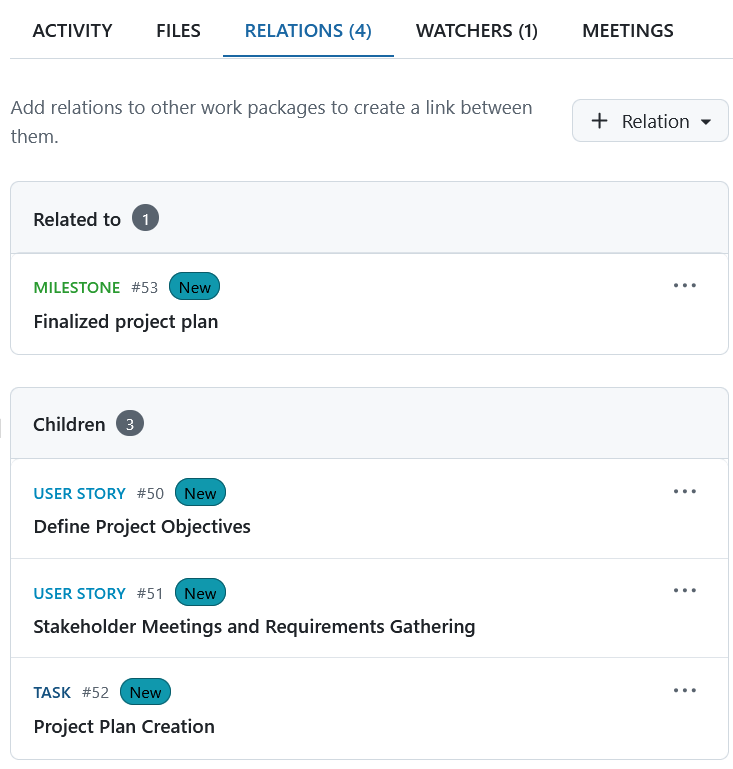 ACTIVITY FILES RELATIONS (4) WATCHERS (1) MEETINGS
Add relations to other work packages to create a link between
them.
+ Relation
Related to 1
MILESTONE #53 New
Finalized project plan
Children 3
USER STORY #50 New
Define Project Objectives
USER STORY #51 New
Stakeholder Meetings and Requirements Gathering
TASK #52 New
Project Plan Creation